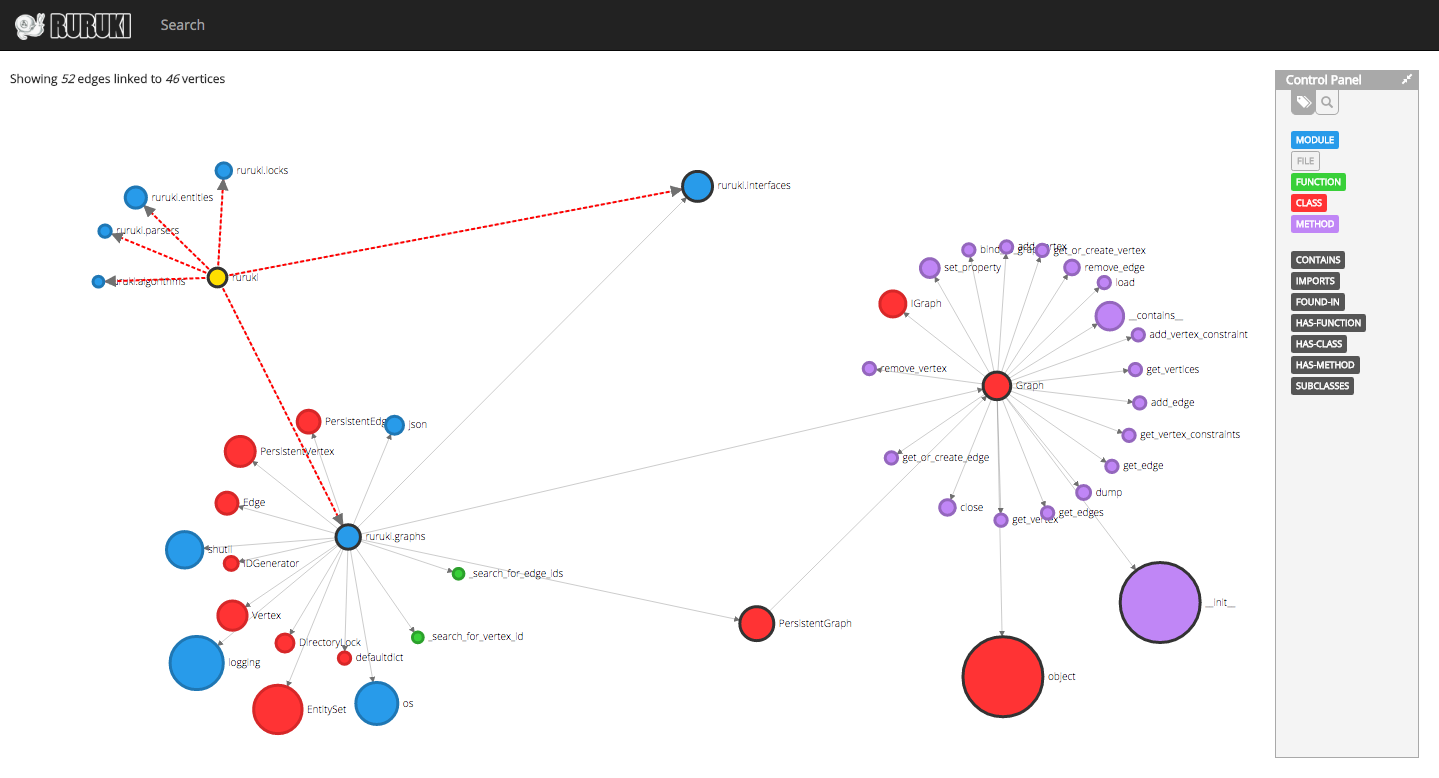 RURUKI
Search
Showing 52 edges linked to 46 vertices
Control Panel
MODULE
FILE
FUNCTION
CLASS
METHOD
CONTAINS
IMPORTS
FOUND-IN
HAS-FUNCTION
HAS-CLASS
HAS-METHOD
SUBCLASSES
ruruki.locks
ruruki.entities
ruruki.parsers
ruruki.algorithms
ruruki
ruruki.interfaces
add_vertex
get_or_create_vertex
set_property
remove_edge
load
IGraph
__contains__
add_vertex_constraint
remove_vertex
get_vertices
Graph
add_edge
get_vertex_constraints
get_or_create_edge
get_edge
dump
close
get_vertex
get_edges
PersistentEdge
json
PersistentVertex
Edge
ruruki.graphs
shutil
IDGenerator
_search_for_edge_ids
Vertex
_search_for_vertex_id
DirectoryLock
defaultdict
logging
EntitySet
os
PersistentGraph
__init__
object